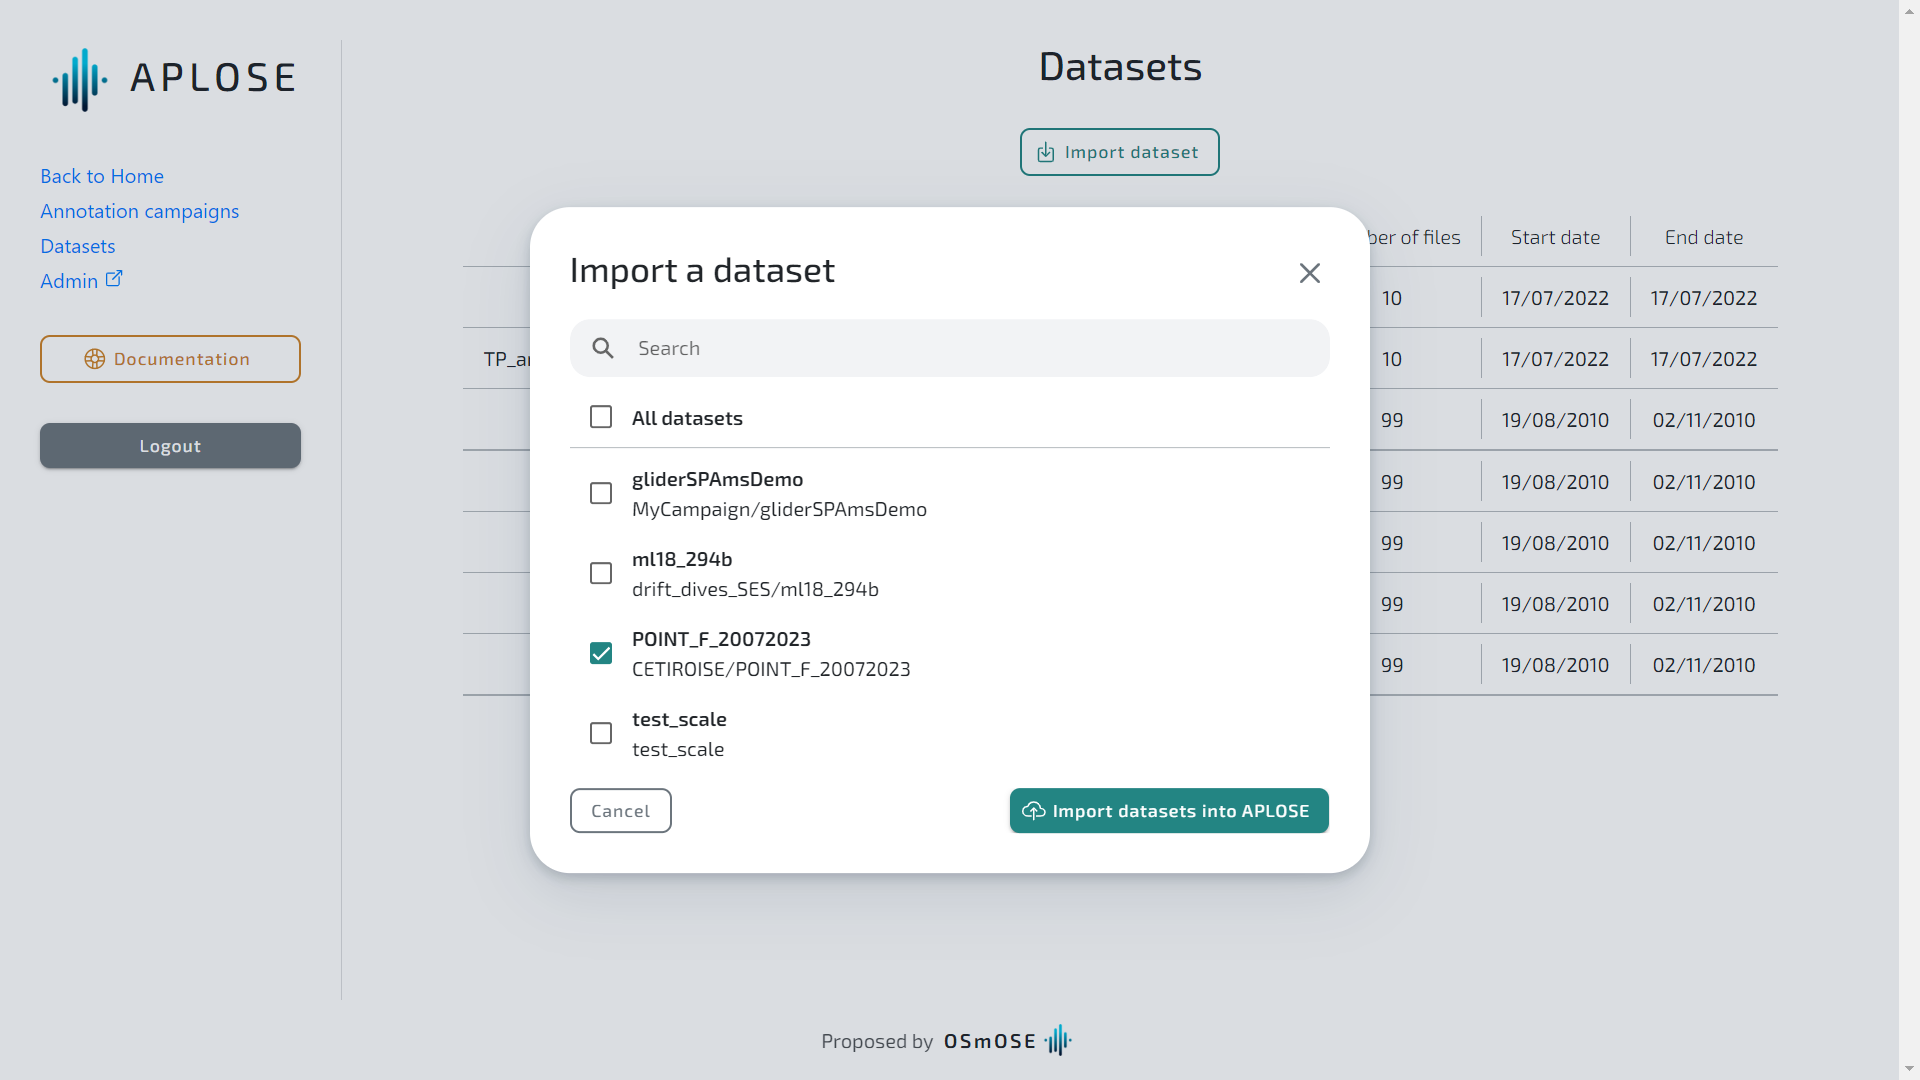 APLOSE
Back to Home
Annotation campaigns
Datasets
Admin
Documentation
Logout
Datasets
Import dataset
of files Start date End date
10 17/07/2022 17/07/2022
10 17/07/2022 17/07/2022
99 19/08/2010 02/11/2010
99 19/08/2010 02/11/2010
99 19/08/2010 02/11/2010
99 19/08/2010 02/11/2010
99 19/08/2010 02/11/2010
Import a dataset
Search
All datasets
gliderSPAmsDemo
MyCampaign/gliderSPAmsDemo
ml18_294b
drift_dives_SES/ml18_294b
POINT_F_20072023
CETIROISE/POINT_F_20072023
test_scale
test_scale
Cancel
Import datasets into APLOSE
Proposed by OSmOSE